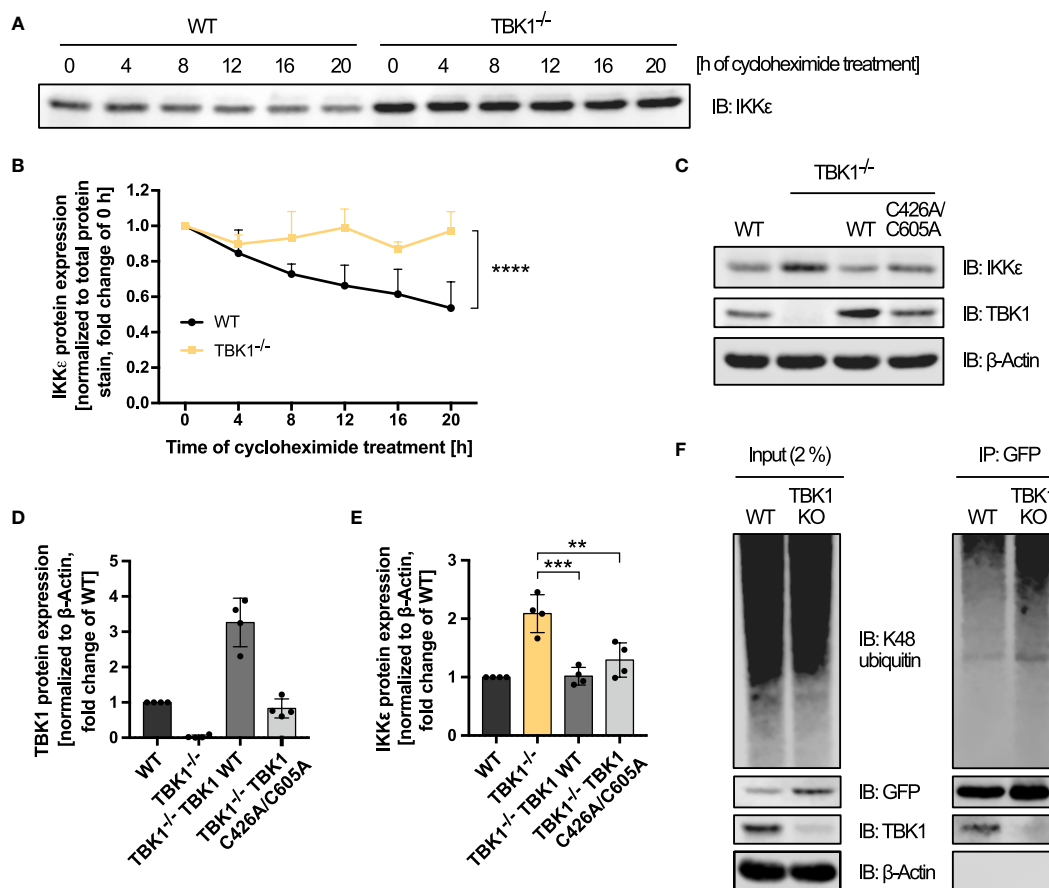 A
WT
TBK1-/-
0 4 8 12 16 20 0 4 8 12 16 20 [h of cycloheximide treatment]
IB: IKKε
B
IKKε protein expression
[normalized to total protein
stain, fold change of 0 h]
1.2
1.0
0.8
0.6
0.4
0.2
0.0
****
WT
TBK1-/-
0 4 8 12 16 20
Time of cycloheximide treatment [h]
C
TBK1-/-
WT WT C426A/
C605A
IB: IKKε
IB: TBK1
IB: β-Actin
D
TBK1 protein expression
[normalized to β-Actin,
fold change of WT]
5
4
3
2
1
0
WT
TBK1-/-
TBK1-/- TBK1 WT
TBK1-/- TBK1
C426A/C605A
E
IKKε protein expression
[normalized to β-Actin,
fold change of WT]
3
2
1
0
**
***
WT
TBK1-/-
TBK1-/- TBK1 WT
TBK1-/- TBK1
C426A/C605A
F
Input (2 %) IP: GFP
WT TBK1
KO
WT TBK1
KO
IB: K48
ubiquitin
IB: GFP
IB: TBK1
IB: β-Actin